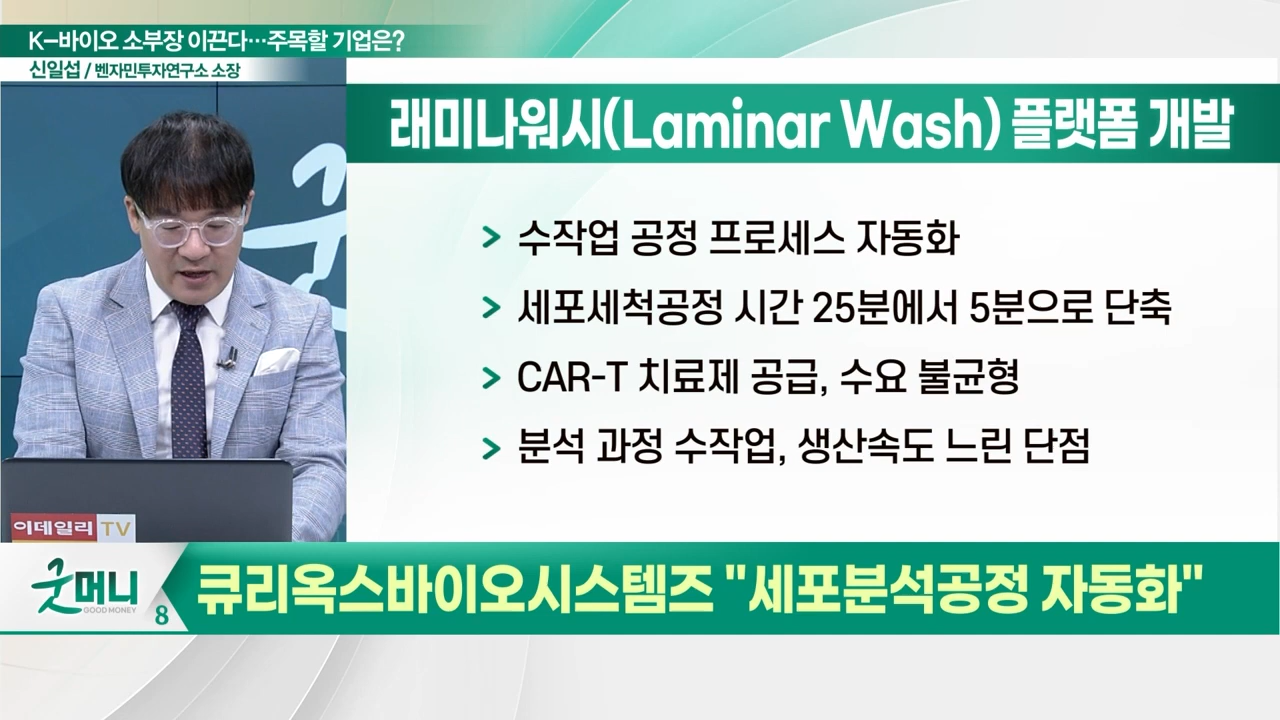 K-바이오 소부장 이끈다…주목할 기업은?
신일섭 / 벤자민투자연구소 소장
래미나워시(Laminar Wash) 플랫폼 개발
> 수작업 공정 프로세스 자동화
> 세포세척공정 시간 25분에서 5분으로 단축
> CAR-T 치료제 공급, 수요 불균형
> 분석 과정 수작업, 생산속도 느린 단점
이데일리 TV
굿머니
GOOD MONEY
8
큐리옥스바이오시스템즈 "세포분석공정 자동화"